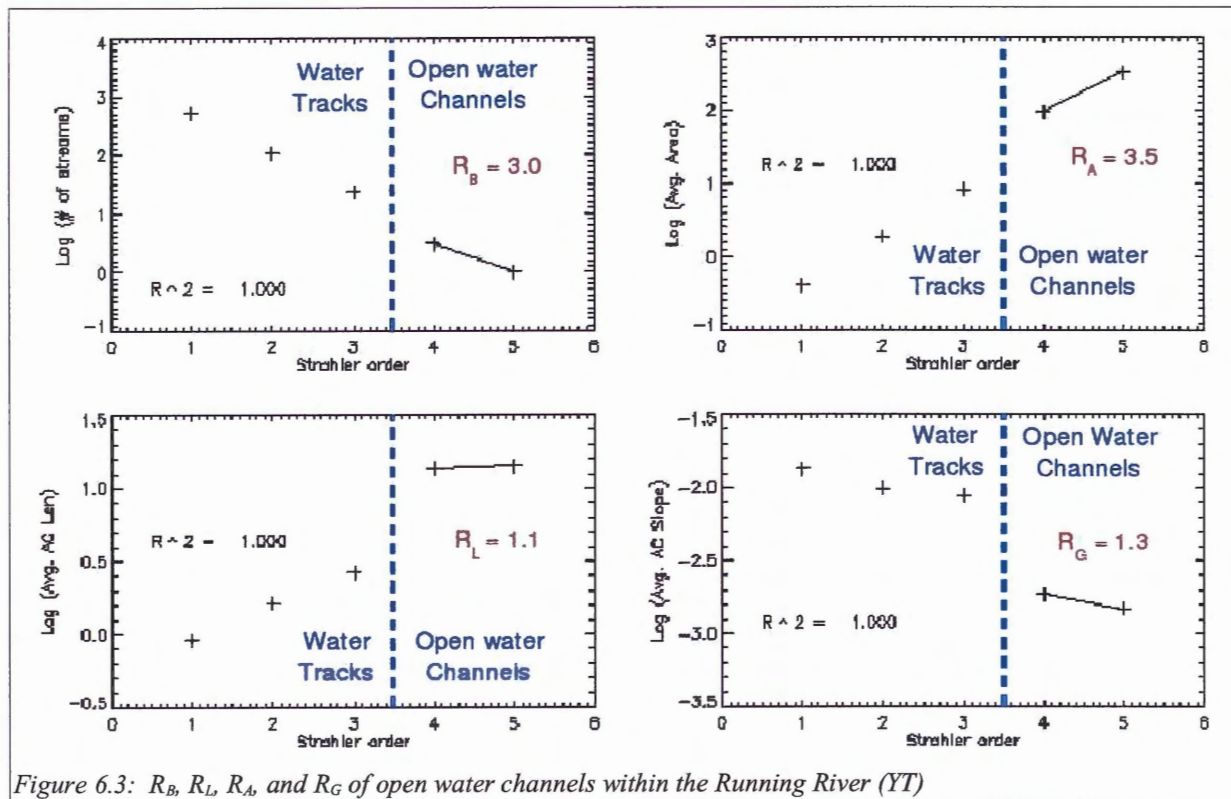 4
3
2
1
0
-1
Log (# of streams)
Water
Tracks
Open water
Channels
R_B = 3.0
R ^ 2 = 1.000
0 1 2 3 4 5 6
Strahler order
3
2
1
0
-1
Log (Avg. Area)
R ^ 2 = 1.000
R_A = 3.5
Water
Tracks
Open water
Channels
0 1 2 3 4 5 6
Strahler order
1.5
1.0
0.5
0.0
-0.5
Log (Avg. AC Len)
R ^ 2 = 1.000
R_L = 1.1
Water
Tracks
Open water
Channels
0 1 2 3 4 5 6
Strahler order
-1.5
-2.0
-2.5
-3.0
-3.5
Log (Avg. AC Slope)
Water
Tracks
Open Water
Channels
R_G = 1.3
R ^ 2 = 1.000
0 1 2 3 4 5 6
Strahler order
Figure 6.3: R_B, R_L, R_A, and R_G of open water channels within the Running River (YT)